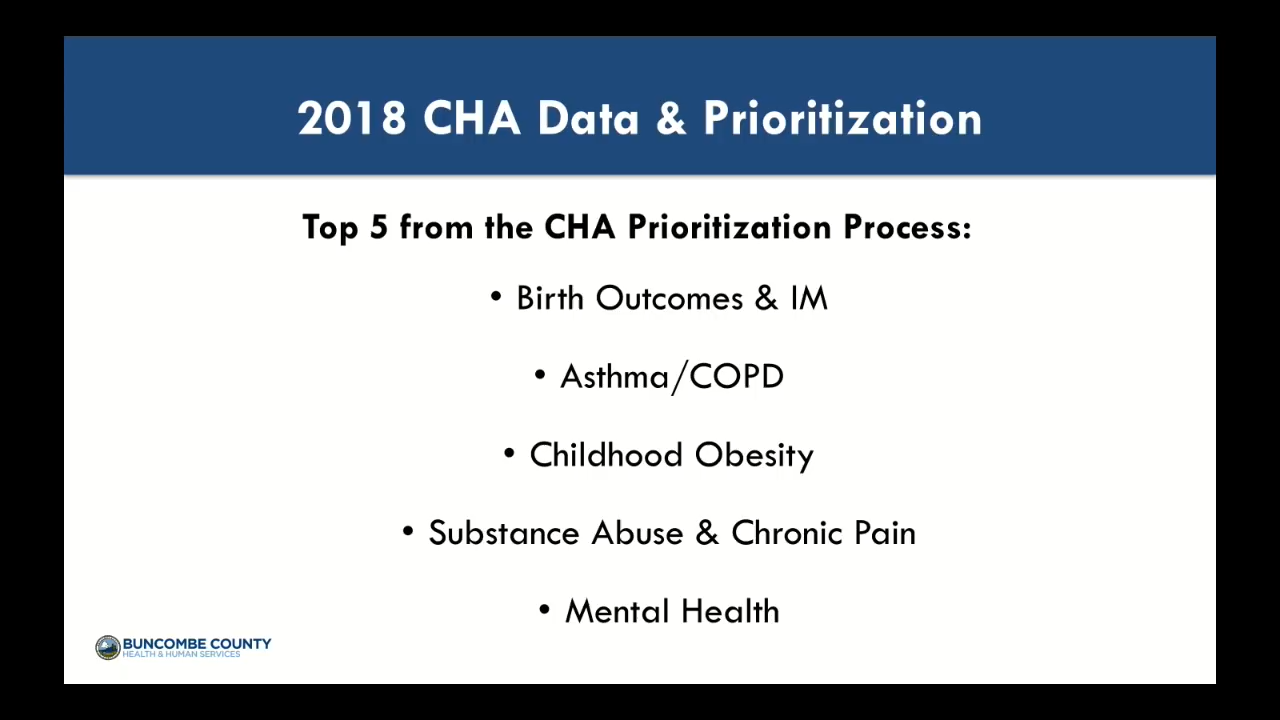 2018 CHA Data & Prioritization
Top 5 from the CHA Prioritization Process:
• Birth Outcomes & IM
• Asthma/COPD
• Childhood Obesity
• Substance Abuse & Chronic Pain
• Mental Health
BUNCOMBE COUNTY
HEALTH & HUMAN SERVICES